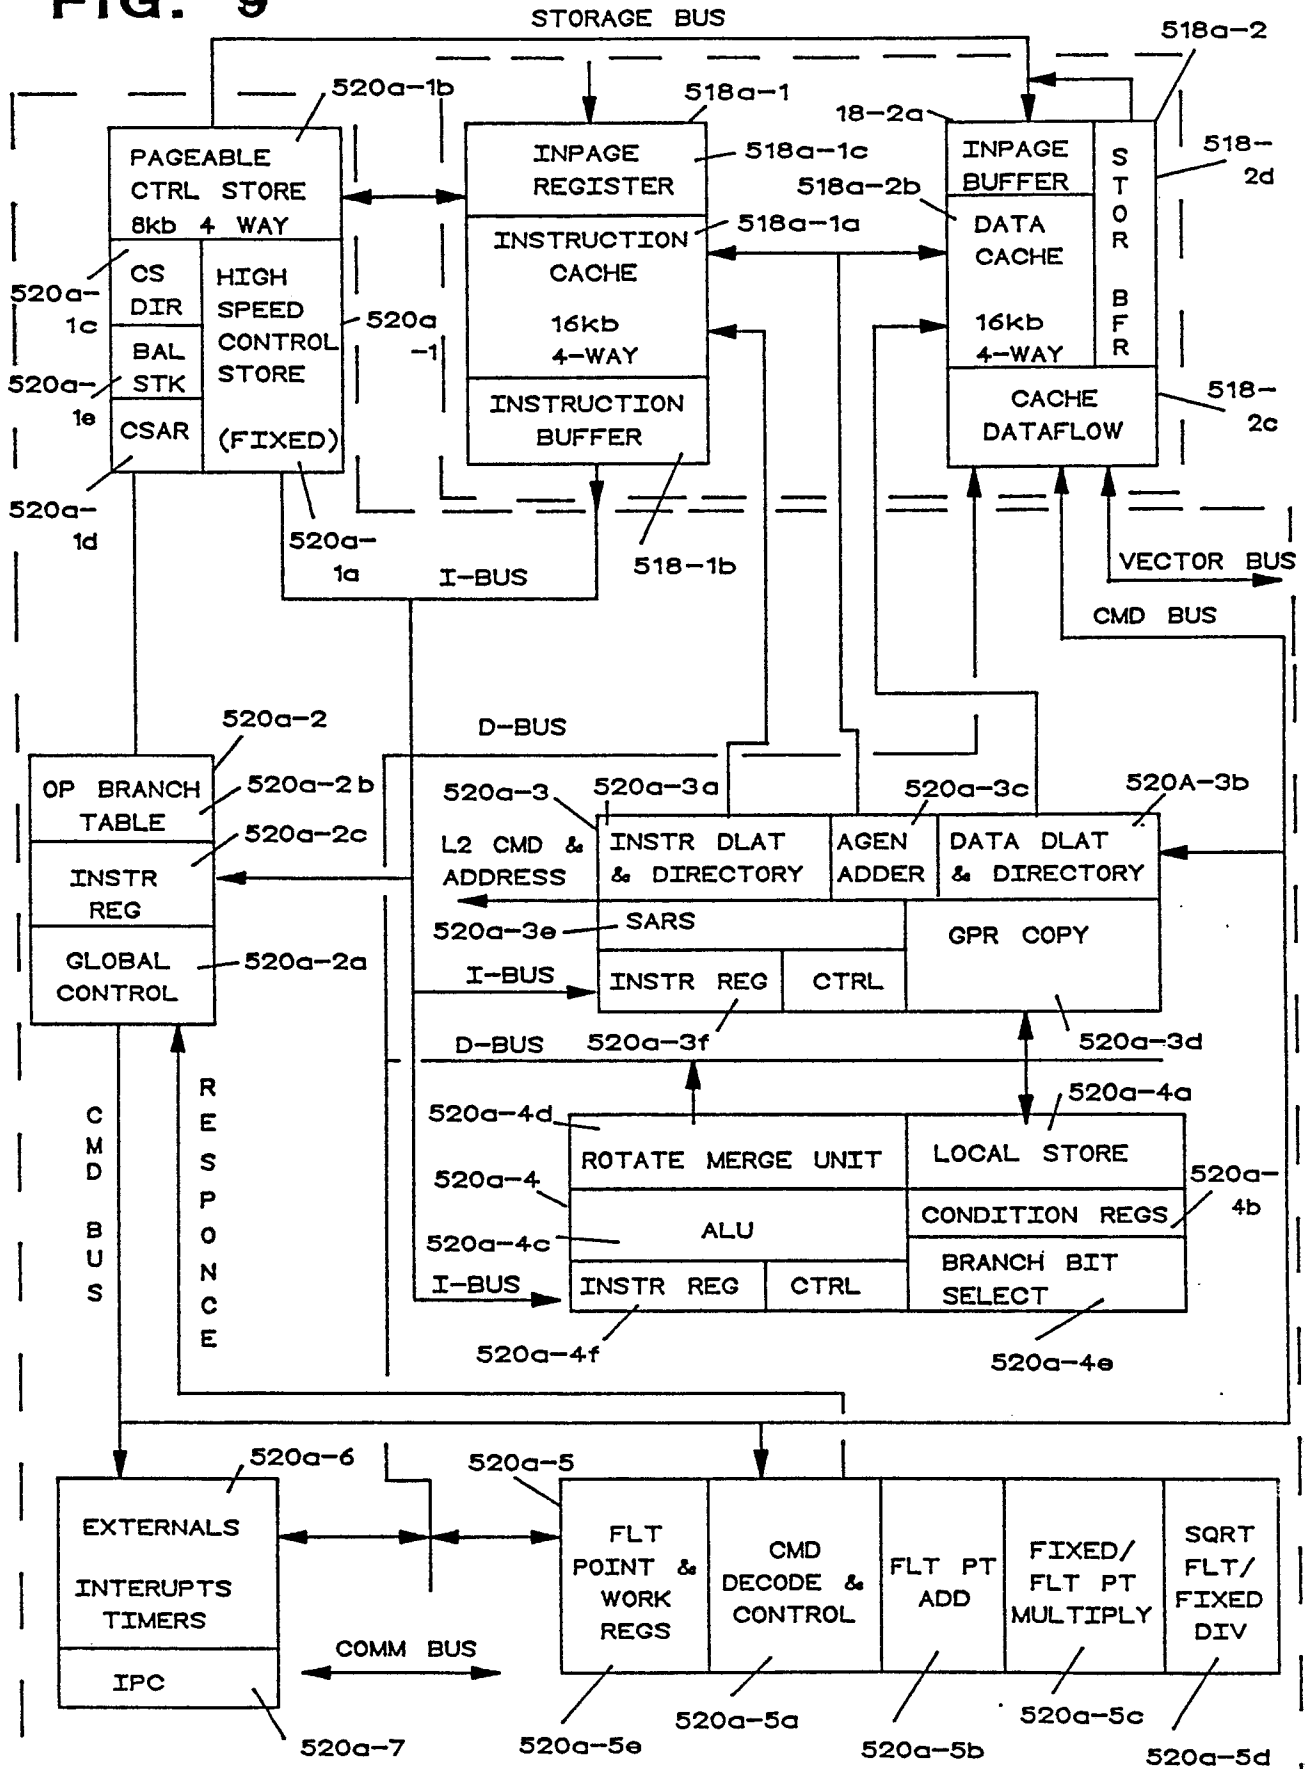 FIG. 9
STORAGE BUS
518a-2
520a-1b
518a-1
18-2a
PAGEABLE
CTRL STORE
8kb 4 WAY
INPAGE
REGISTER
518a-1c
INPAGE
BUFFER
STOR BFR
518-
2d
518a-2b
518a-1a
CS
DIR
HIGH
SPEED
CONTROL
STORE
(FIXED)
INSTRUCTION
CACHE
16kb
4-WAY
DATA
CACHE
16kb
4-WAY
520a-
1c
520a
-1
BAL
STK
520a-
1e
CSAR
INSTRUCTION
BUFFER
CACHE
DATAFLOW
518-
2c
520a-
1d
520a-
1a
518-1b
I-BUS
VECTOR BUS
CMD BUS
520a-2
D-BUS
OP BRANCH
TABLE
520a-2b
520a-3
520a-3a
520a-3c
520A-3b
520a-2c
INSTR
REG
L2 CMD &
ADDRESS
INSTR DLAT
& DIRECTORY
AGEN
ADDER
DATA DLAT
& DIRECTORY
520a-3e
SARS
GPR COPY
GLOBAL
CONTROL
520a-2a
I-BUS
INSTR REG
CTRL
D-BUS
520a-3f
520a-3d
CMD BUS
RESPONCE
520a-4d
520a-4a
ROTATE MERGE UNIT
LOCAL STORE
520a-4
520a-
4b
CONDITION REGS
520a-4c
ALU
BRANCH BIT
SELECT
I-BUS
INSTR REG
CTRL
520a-4f
520a-4e
520a-6
520a-5
EXTERNALS
INTERUPTS
TIMERS
FLT
POINT &
WORK
REGS
CMD
DECODE &
CONTROL
FLT PT
ADD
FIXED/
FLT PT
MULTIPLY
SQRT
FLT/
FIXED
DIV
COMM BUS
IPC
520a-7
520a-5e
520a-5a
520a-5b
520a-5c
520a-5d